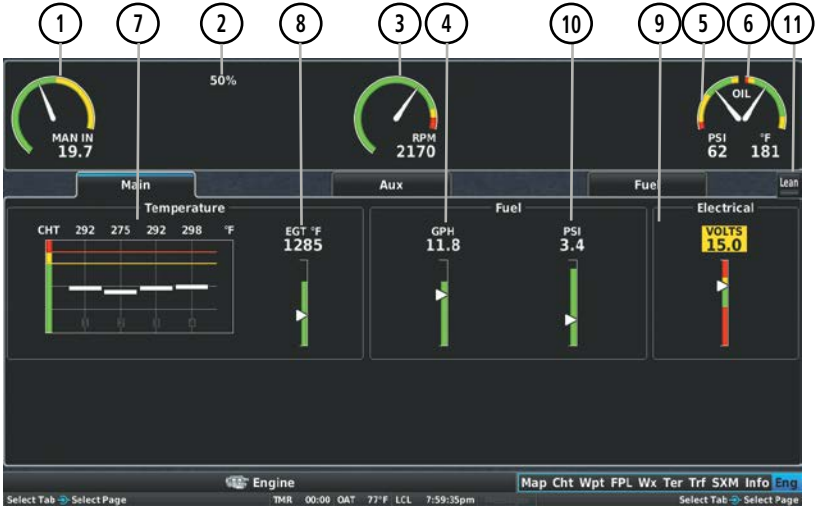 1 7 2 8 3 4 10 9 5 6 11
50%
OIL
MAN IN
19.7
RPM
2170
PSI °F
62 181
Main Aux Fuel Lean
Temperature Fuel Electrical
CHT 292 275 292 298 °F
EGT °F
1285
GPH
11.8
PSI
3.4
VOLTS
15.0
Engine
Map Cht Wpt FPL Wx Ter Trf SXM Info Eng
Select Tab Select Page TMR 00:00 OAT 77°F LCL 7:59:35pm Select Tab Select Page